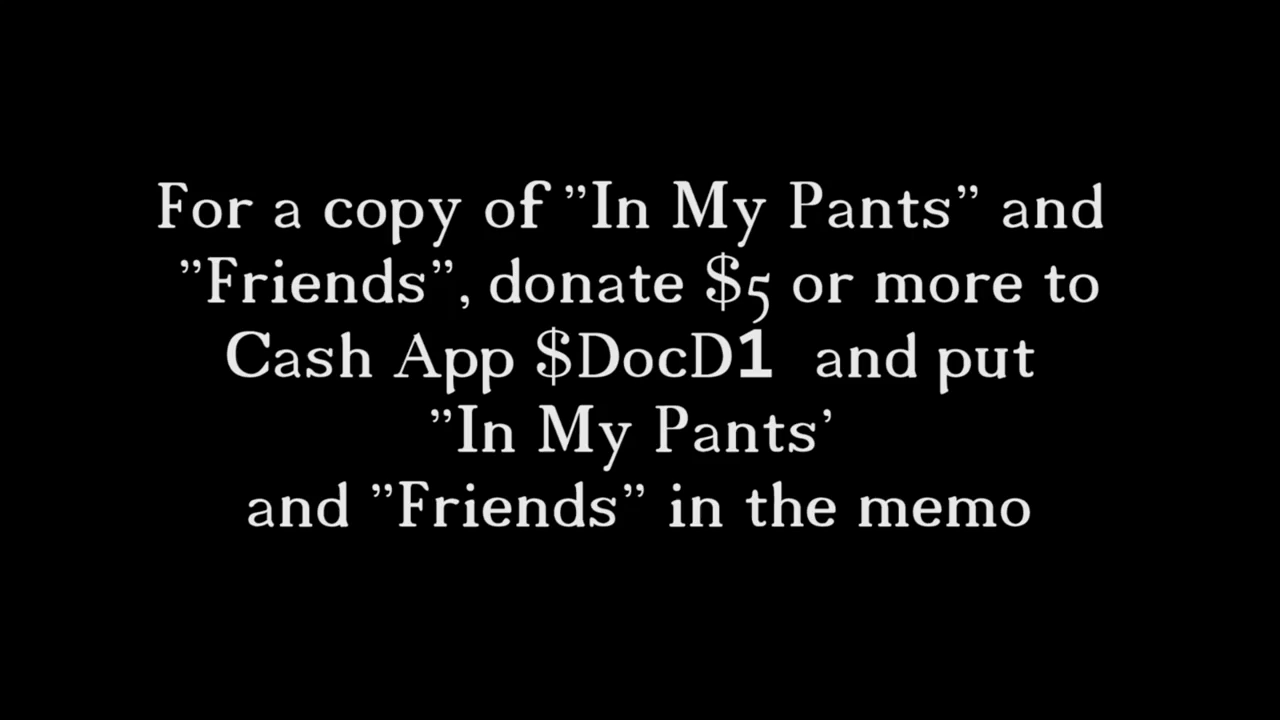 For a copy of ”In My Pants” and
”Friends”, donate $5 or more to
Cash App $DocD1 and put
”In My Pants’
and ”Friends” in the memo